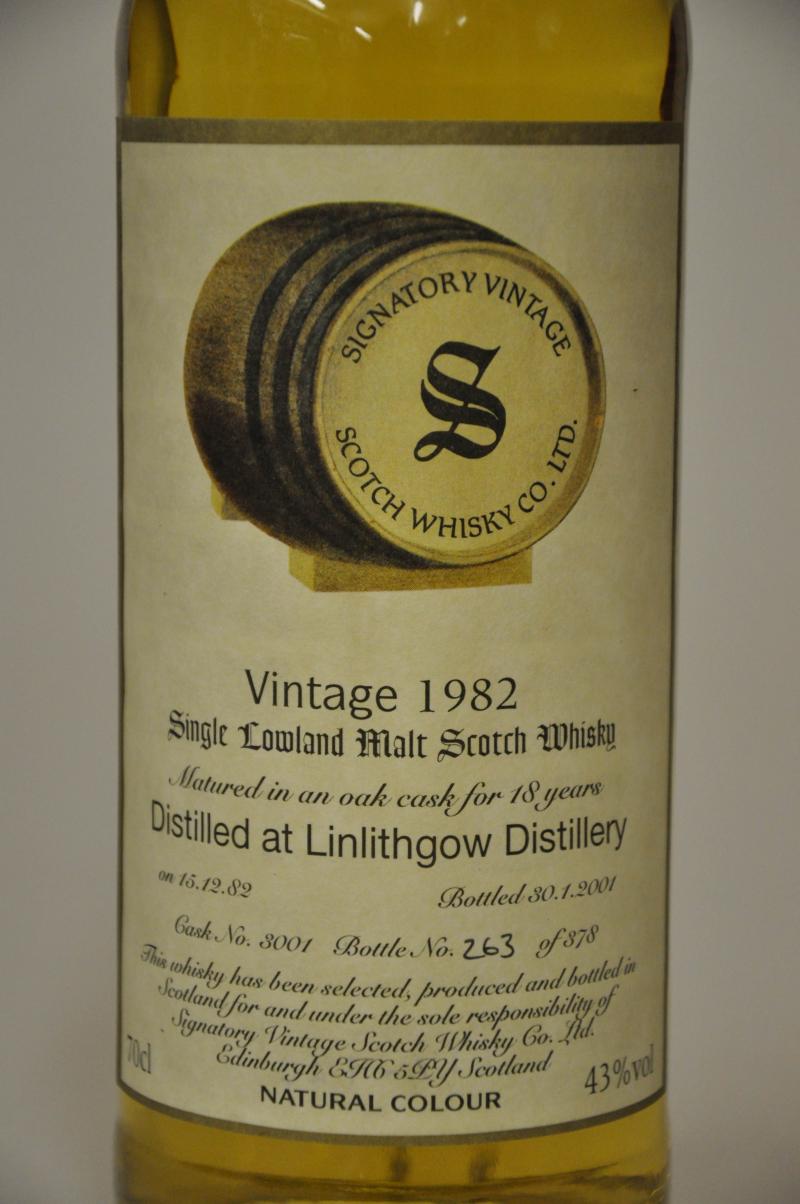 SIGNATORY VINTAGE
S
SCOTCH WHISKY CO. LTD.
Vintage 1982
Single Lowland Malt Scotch Whisky
Matured in an oak cask for 18 years
Distilled at Linlithgow Distillery
on 15.12.82 Bottled 30.1.2001
Cask No. 3001 Bottle No. 263 of 378
This whisky has been selected, produced and bottled in
Scotland for and under the sole responsibility of
Signatory Vintage Scotch Whisky Co. Ltd.
Edinburgh EH6 5PY Scotland
70cl 43%vol
NATURAL COLOUR